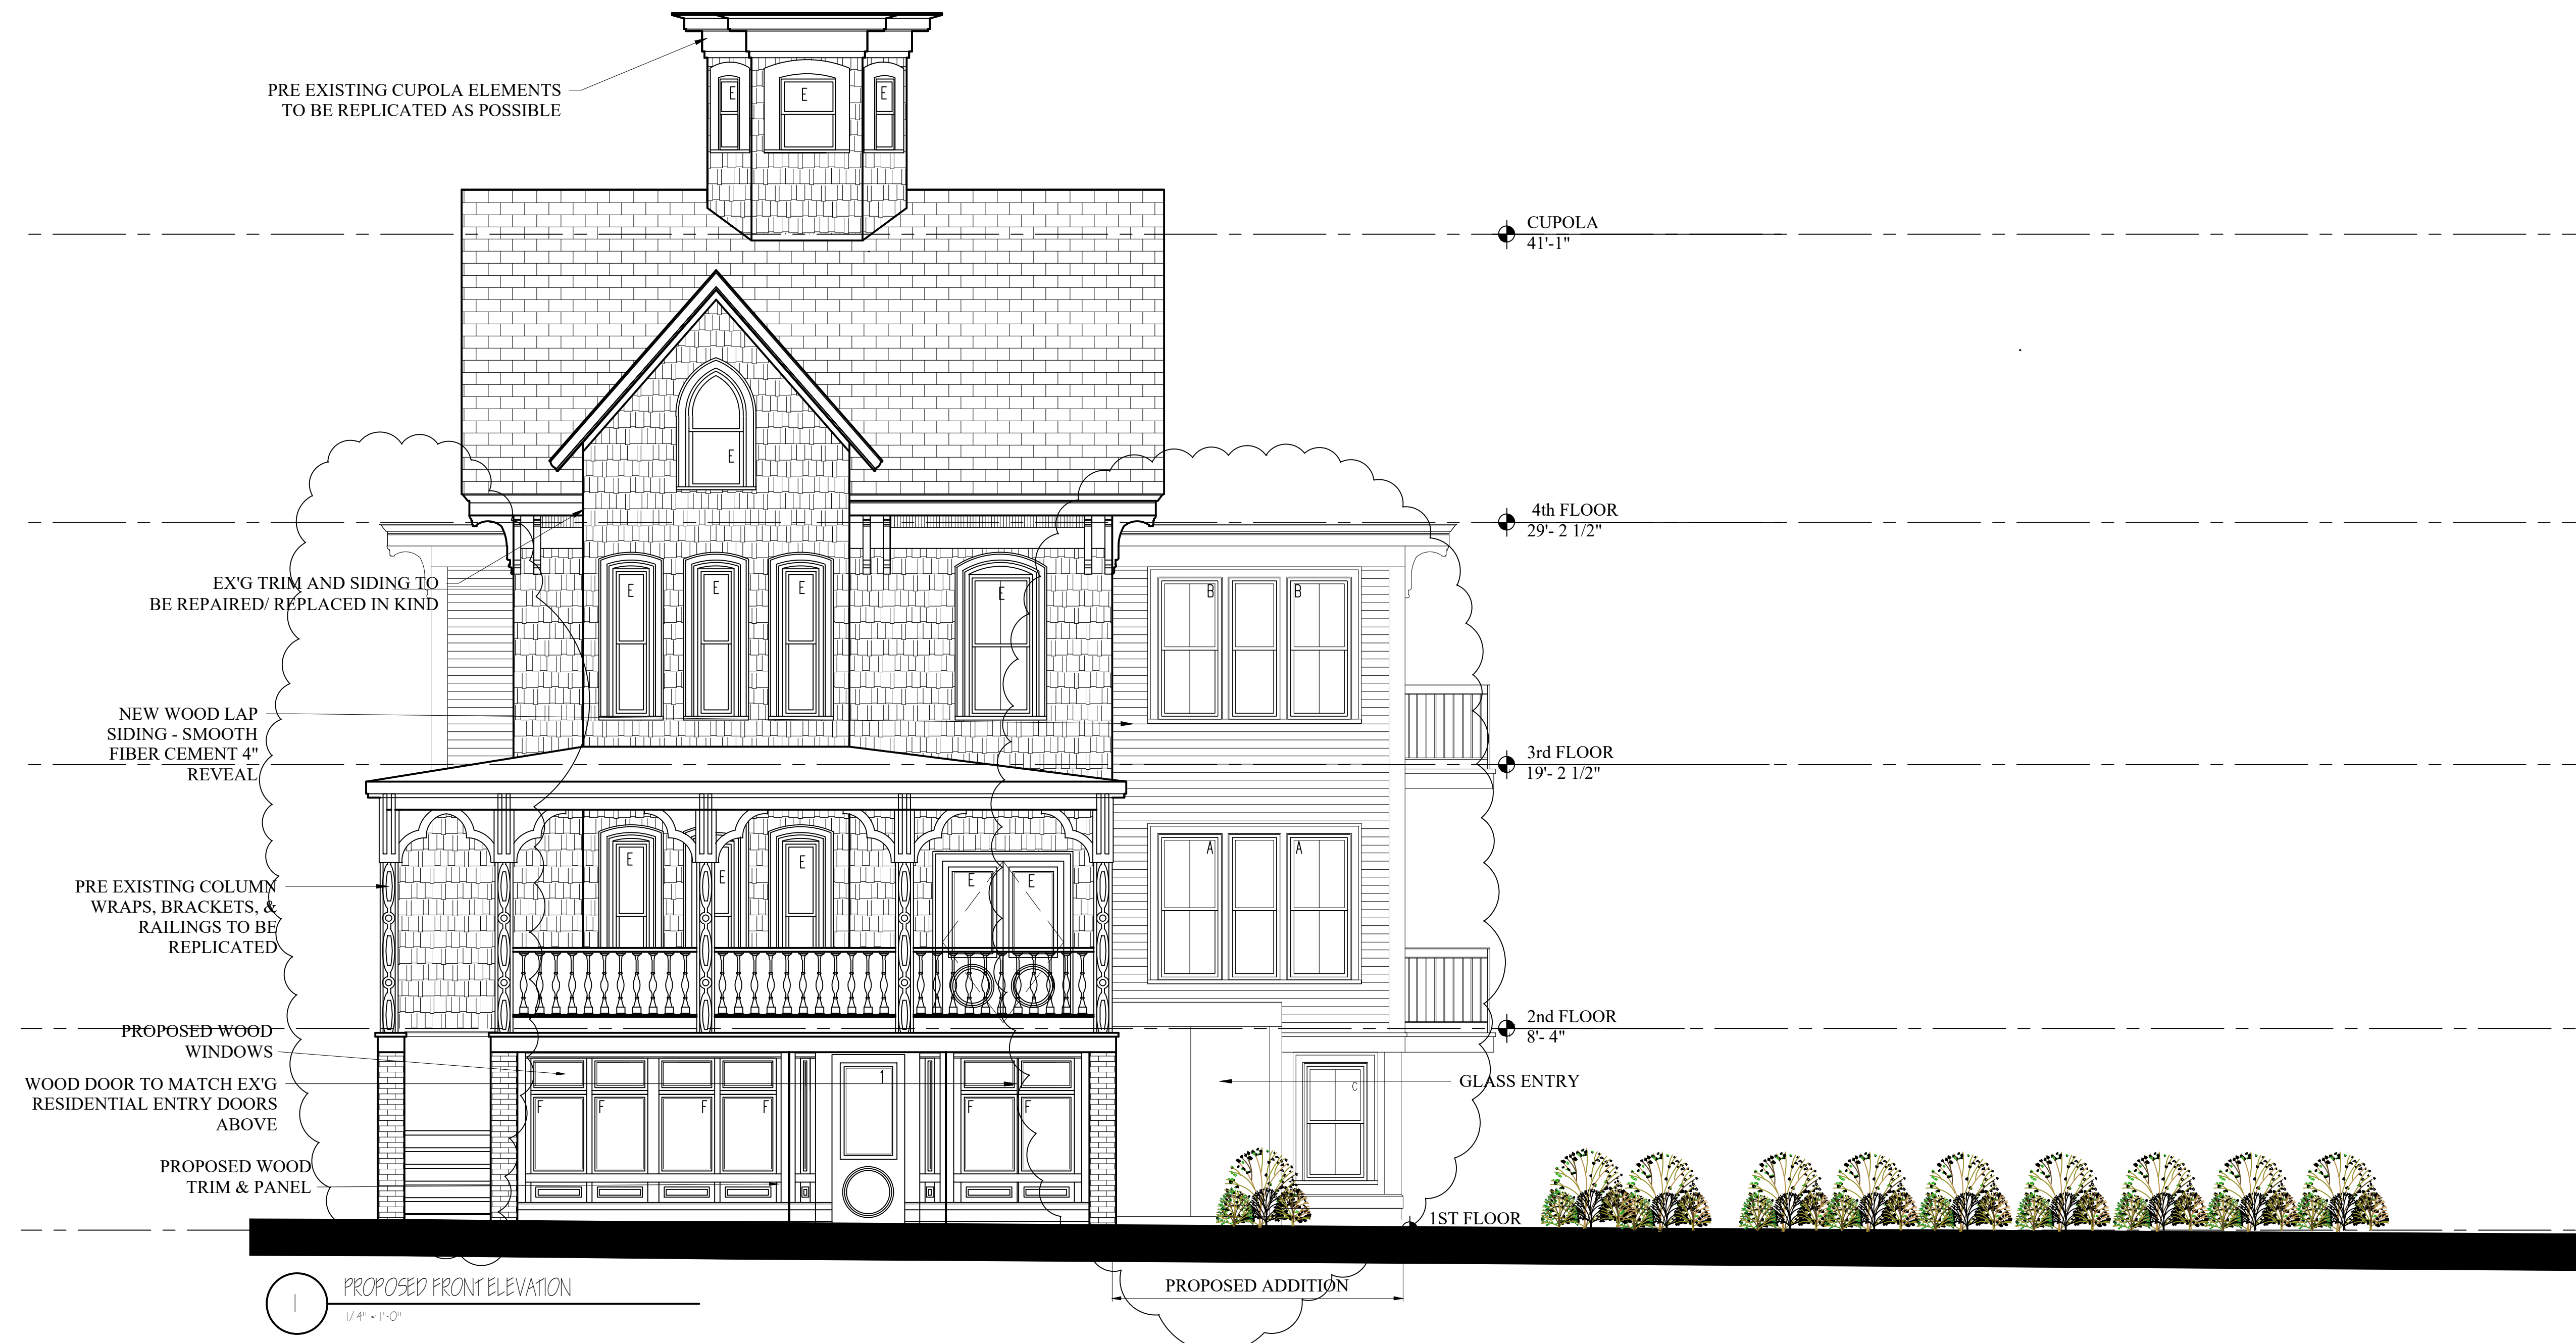 PRE EXISTING CUPOLA ELEMENTS
TO BE REPLICATED AS POSSIBLE
E
E
E
CUPOLA
41'-1"
E
4th FLOOR
29'- 2 1/2"
EX'G TRIM AND SIDING TO
BE REPAIRED/ REPLACED IN KIND
E
E
E
E
B
B
NEW WOOD LAP
SIDING - SMOOTH
FIBER CEMENT 4"
REVEAL
3rd FLOOR
19'- 2 1/2"
E
E
E
E
E
A
A
PRE EXISTING COLUMN
WRAPS, BRACKETS, &
RAILINGS TO BE
REPLICATED
2nd FLOOR
8'- 4"
PROPOSED WOOD
WINDOWS
WOOD DOOR TO MATCH EX'G
RESIDENTIAL ENTRY DOORS
ABOVE
1
F
F
F
F
F
F
C
GLASS ENTRY
PROPOSED WOOD
TRIM & PANEL
1ST FLOOR
PROPOSED ADDITION
1
PROPOSED FRONT ELEVATION
1/4" = 1'-0"